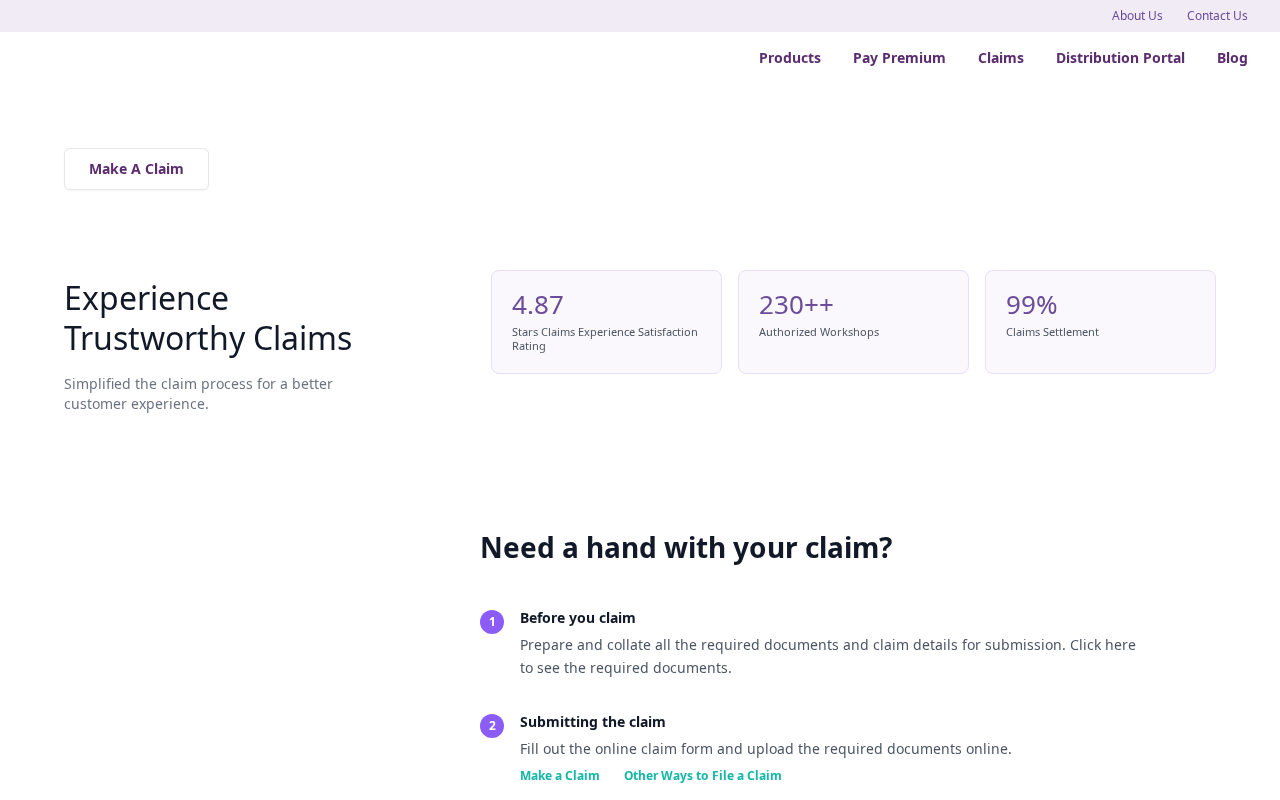 About Us Contact Us
Products Pay Premium Claims Distribution Portal Blog
Make A Claim
Experience
Trustworthy Claims
Simplified the claim process for a better
customer experience.
4.87
Stars Claims Experience Satisfaction
Rating
230++
Authorized Workshops
99%
Claims Settlement
Need a hand with your claim?
1 Before you claim
Prepare and collate all the required documents and claim details for submission. Click here
to see the required documents.
2 Submitting the claim
Fill out the online claim form and upload the required documents online.
Make a Claim Other Ways to File a Claim